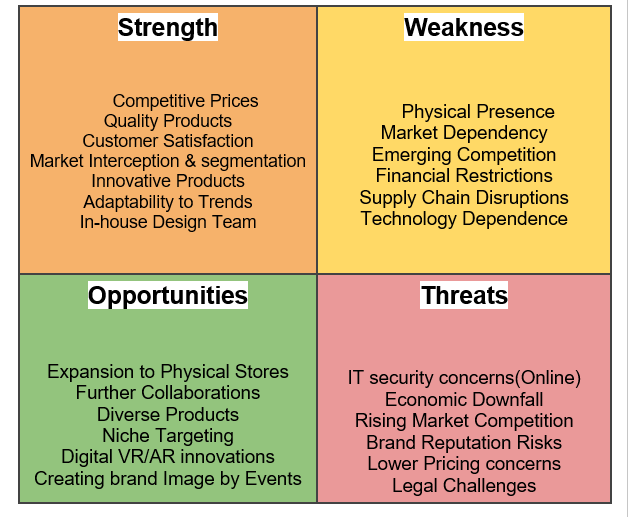 Strength
Competitive Prices
Quality Products
Customer Satisfaction
Market Interception & segmentation
Innovative Products
Adaptability to Trends
In-house Design Team
Weakness
Physical Presence
Market Dependency
Emerging Competition
Financial Restrictions
Supply Chain Disruptions
Technology Dependence
Opportunities
Expansion to Physical Stores
Further Collaborations
Diverse Products
Niche Targeting
Digital VR/AR innovations
Creating brand Image by Events
Threats
IT security concerns(Online)
Economic Downfall
Rising Market Competition
Brand Reputation Risks
Lower Pricing concerns
Legal Challenges